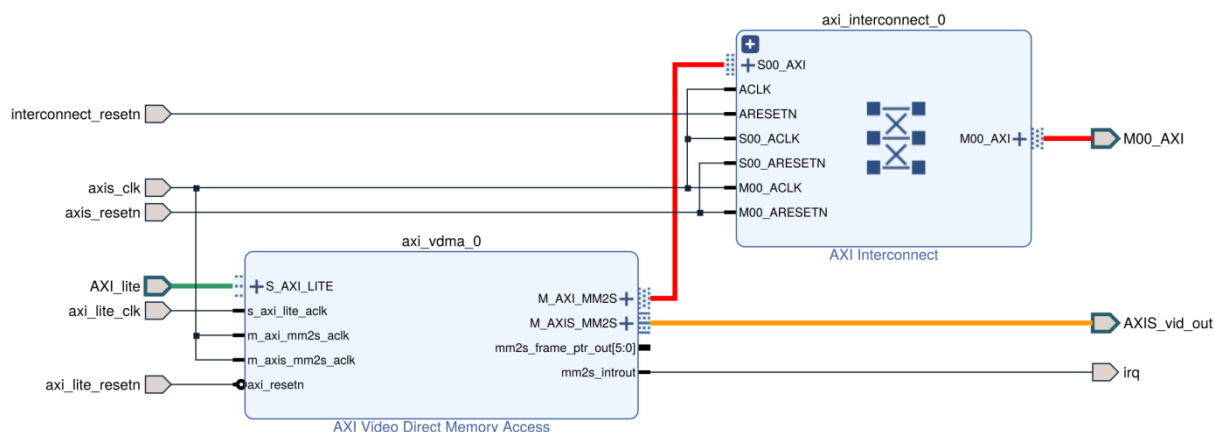 axi_interconnect_0
S00_AXI
ACLK
interconnect_resetn
ARESETN
S00_ACLK
M00_AXI
M00_AXI
S00_ARESETN
axis_clk
M00_ACLK
axis_resetn
M00_ARESETN
AXI Interconnect
axi_vdma_0
AXI_lite
S_AXI_LITE
M_AXI_MM2S
axi_lite_clk
s_axi_lite_aclk
M_AXIS_MM2S
AXIS_vid_out
m_axi_mm2s_aclk
mm2s_frame_ptr_out[5:0]
m_axis_mm2s_aclk
mm2s_introut
irq
axi_lite_resetn
axi_resetn
AXI Video Direct Memory Access